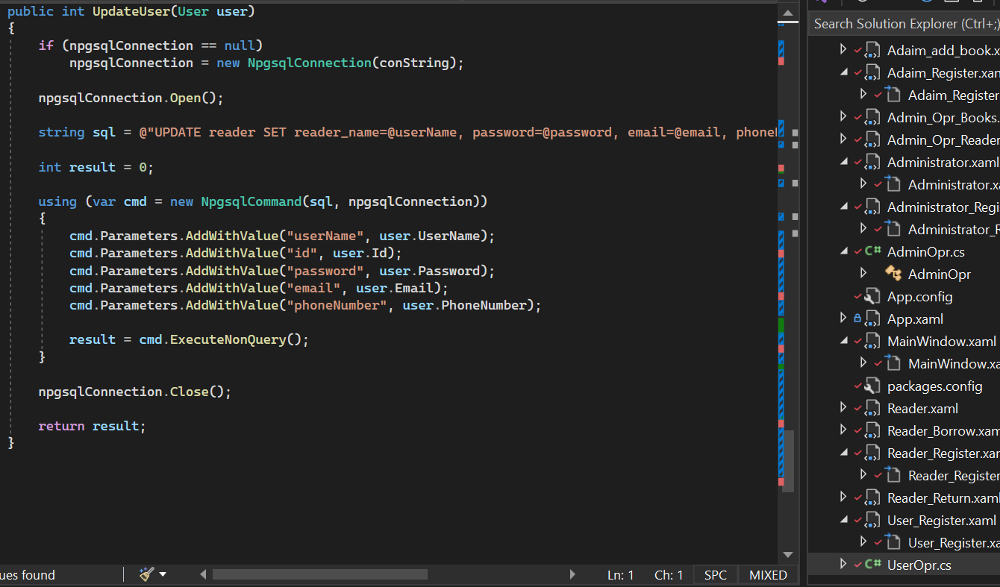 public int UpdateUser(User user)
{
if (npgsqlConnection == null)
npgsqlConnection = new NpgsqlConnection(conString);
npgsqlConnection.Open();
string sql = @"UPDATE reader SET reader_name=@userName, password=@password, email=@email, phone
int result = 0;
using (var cmd = new NpgsqlCommand(sql, npgsqlConnection))
{
cmd.Parameters.AddWithValue("userName", user.UserName);
cmd.Parameters.AddWithValue("id", user.Id);
cmd.Parameters.AddWithValue("password", user.Password);
cmd.Parameters.AddWithValue("email", user.Email);
cmd.Parameters.AddWithValue("phoneNumber", user.PhoneNumber);
result = cmd.ExecuteNonQuery();
}
npgsqlConnection.Close();
return result;
}
ues found
Ln: 1 Ch: 1 SPC MIXED
Search Solution Explorer (Ctrl+;)
Adaim_add_book.x
Adaim_Register.xam
Adaim_Register
Admin_Opr_Books.
Admin_Opr_Reader
Administrator.xaml
Administrator.xa
Administrator_Regi
Administrator_R
C# AdminOpr.cs
AdminOpr
App.config
App.xaml
MainWindow.xaml
MainWindow.xa
packages.config
Reader.xaml
Reader_Borrow.xam
Reader_Register.xam
Reader_Register
Reader_Return.xaml
User_Register.xaml
User_Register.xa
C# UserOpr.cs